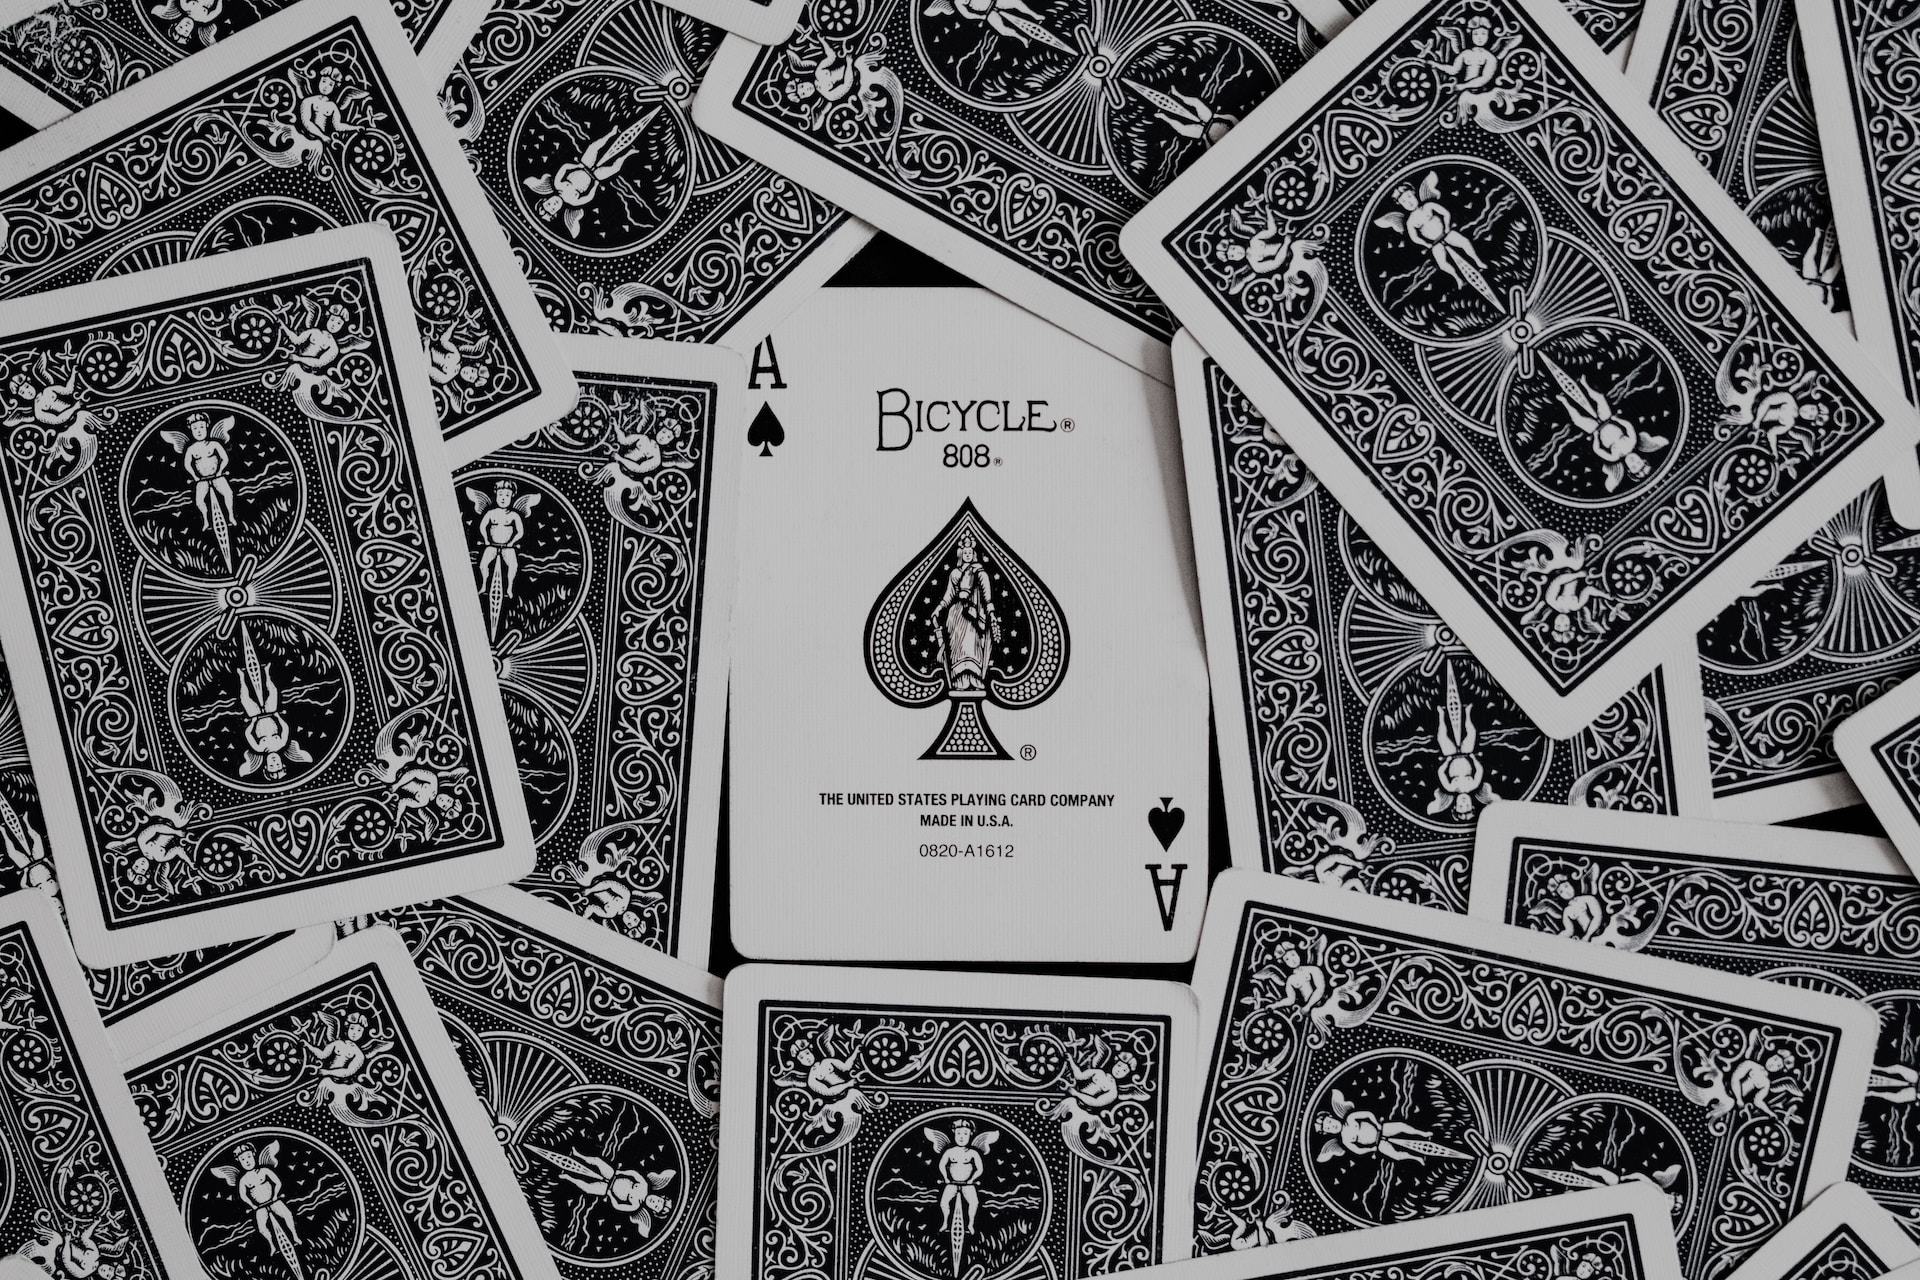 A
BICYCLE®
808®
®
THE UNITED STATES PLAYING CARD COMPANY
MADE IN U.S.A.
0820-A1612
A